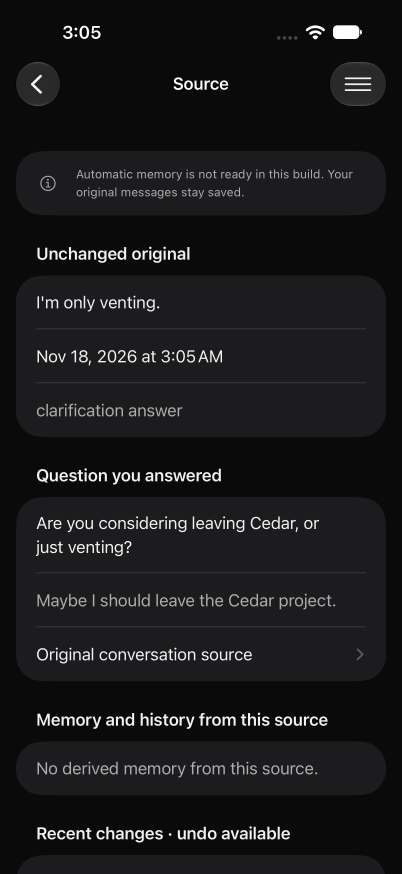 3:05
Source
Automatic memory is not ready in this build. Your
original messages stay saved.
Unchanged original
I'm only venting.
Nov 18, 2026 at 3:05 AM
clarification answer
Question you answered
Are you considering leaving Cedar, or
just venting?
Maybe I should leave the Cedar project.
Original conversation source
Memory and history from this source
No derived memory from this source.
Recent changes · undo available